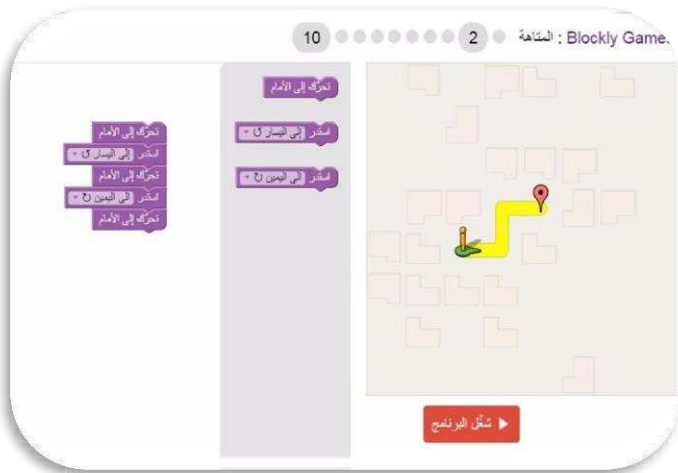 Blockly Games : المتاهة 2 10
تحرّك إلى الأمام
استدر إلى اليسار ↺
استدر إلى اليمين ↻
تحرّك إلى الأمام
استدر إلى اليسار ↺
تحرّك إلى الأمام
استدر إلى اليمين ↻
تحرّك إلى الأمام
شغّل البرنامج